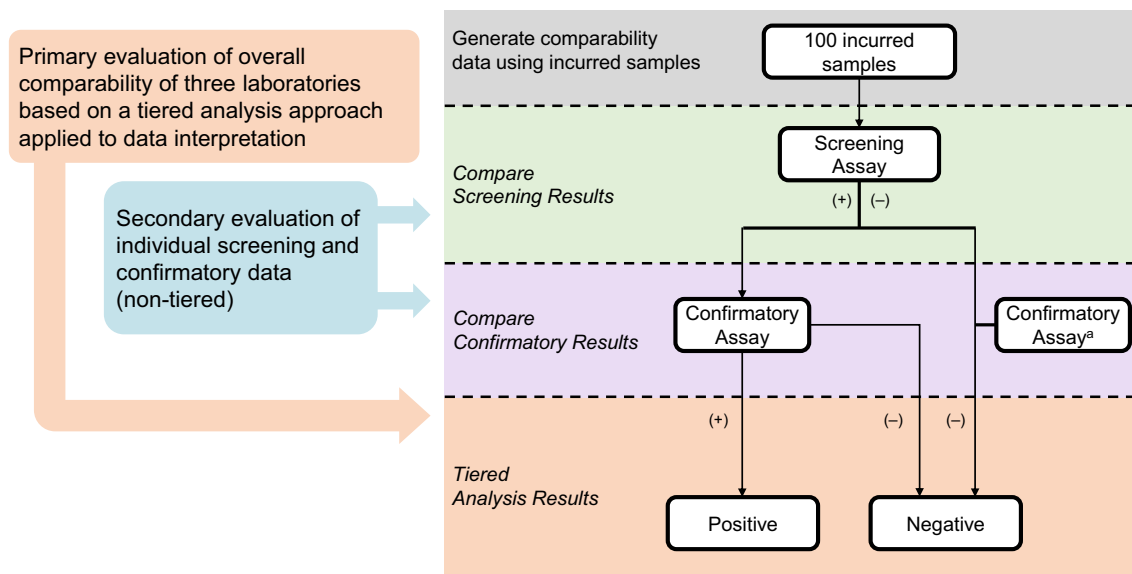 Primary evaluation of overall
comparability of three laboratories
based on a tiered analysis approach
applied to data interpretation
Secondary evaluation of
individual screening and
confirmatory data
(non-tiered)
Generate comparability
data using incurred samples
100 incurred
samples
Compare
Screening Results
Screening
Assay
(+) (–)
Compare
Confirmatory Results
Confirmatory
Assay
Confirmatory
Assayᵃ
Tiered
Analysis Results
(+) (–) (–)
Positive
Negative